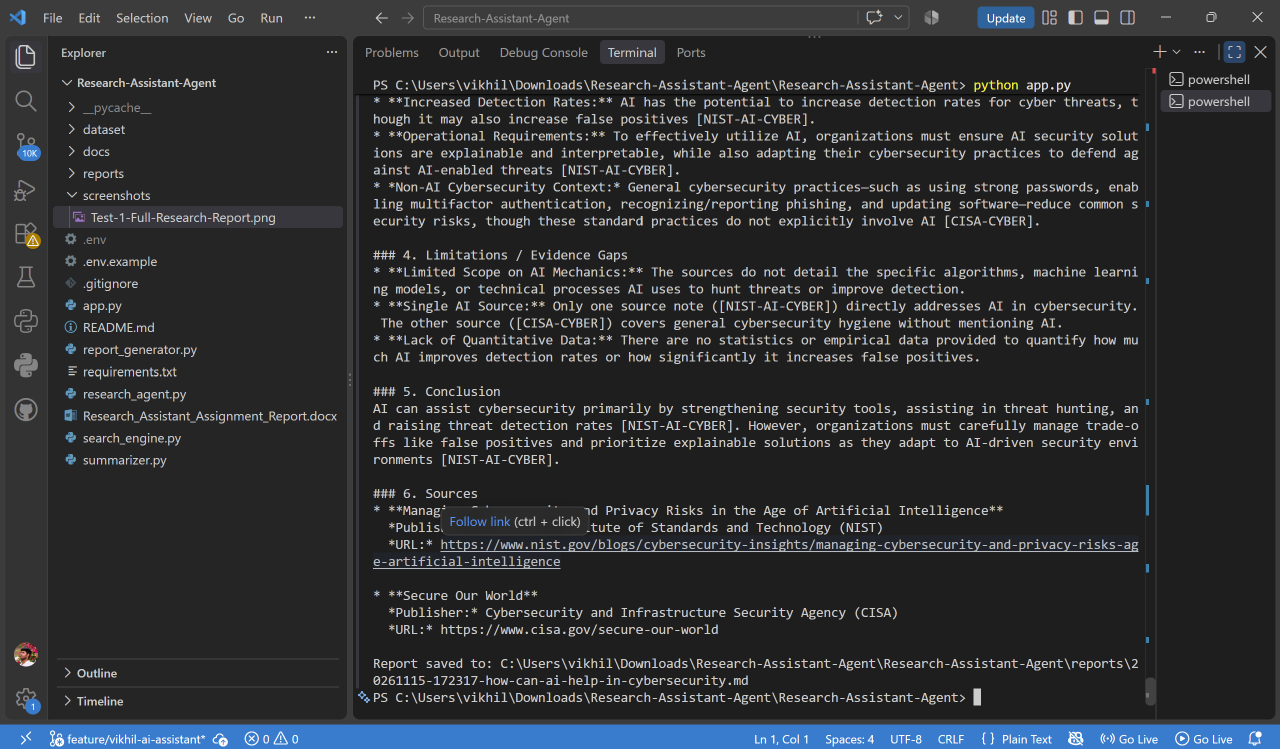 File Edit Selection View Go Run ···
Research-Assistant-Agent
Update
Explorer ···
Research-Assistant-Agent
__pycache__
dataset
docs
reports
screenshots
Test-1-Full-Research-Report.png
.env
.env.example
.gitignore
app.py
README.md
report_generator.py
requirements.txt
research_agent.py
Research_Assistant_Assignment_Report.docx
search_engine.py
summarizer.py
Outline
Timeline
10K
1
Problems Output Debug Console Terminal Ports
powershell
powershell
PS C:\Users\vikhil\Downloads\Research-Assistant-Agent\Research-Assistant-Agent> python app.py
* **Increased Detection Rates:** AI has the potential to increase detection rates for cyber threats, t
hough it may also increase false positives [NIST-AI-CYBER].
* **Operational Requirements:** To effectively utilize AI, organizations must ensure AI security solut
ions are explainable and interpretable, while also adapting their cybersecurity practices to defend ag
ainst AI-enabled threats [NIST-AI-CYBER].
* *Non-AI Cybersecurity Context:* General cybersecurity practices—such as using strong passwords, enab
ling multifactor authentication, recognizing/reporting phishing, and updating software—reduce common s
ecurity risks, though these standard practices do not explicitly involve AI [CISA-CYBER].
### 4. Limitations / Evidence Gaps
* **Limited Scope on AI Mechanics:** The sources do not detail the specific algorithms, machine learni
ng models, or technical processes AI uses to hunt threats or improve detection.
* **Single AI Source:** Only one source note ([NIST-AI-CYBER]) directly addresses AI in cybersecurity.
The other source ([CISA-CYBER]) covers general cybersecurity hygiene without mentioning AI.
* **Lack of Quantitative Data:** There are no statistics or empirical data provided to quantify how mu
ch AI improves detection rates or how significantly it increases false positives.
### 5. Conclusion
AI can assist cybersecurity primarily by strengthening security tools, assisting in threat hunting, an
d raising threat detection rates [NIST-AI-CYBER]. However, organizations must carefully manage trade-o
ffs like false positives and prioritize explainable solutions as they adapt to AI-driven security envi
ronments [NIST-AI-CYBER].
### 6. Sources
* **Manag nd Privacy Risks in the Age of Artificial Intelligence**
Follow link (ctrl + click)
*Publis itute of Standards and Technology (NIST)
*URL:* https://www.nist.gov/blogs/cybersecurity-insights/managing-cybersecurity-and-privacy-risks-ag
e-artificial-intelligence
* **Secure Our World**
*Publisher:* Cybersecurity and Infrastructure Security Agency (CISA)
*URL:* https://www.cisa.gov/secure-our-world
Report saved to: C:\Users\vikhil\Downloads\Research-Assistant-Agent\Research-Assistant-Agent\reports\2
0261115-172317-how-can-ai-help-in-cybersecurity.md
PS C:\Users\vikhil\Downloads\Research-Assistant-Agent\Research-Assistant-Agent>
feature/vikhil-ai-assistant* 0 0 Ln 1, Col 1 Spaces: 4 UTF-8 CRLF { } Plain Text Go Live Go Live